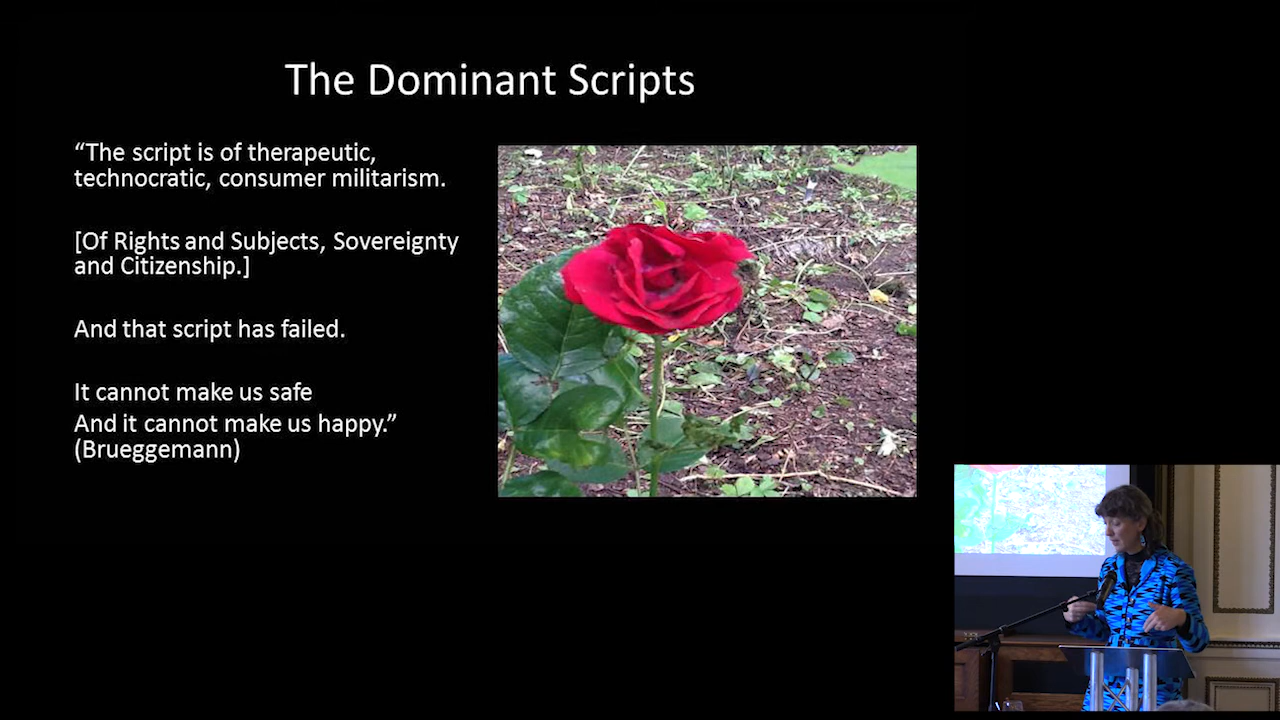 The Dominant Scripts
“The script is of therapeutic,
technocratic, consumer militarism.
[Of Rights and Subjects, Sovereignty
and Citizenship.]
And that script has failed.
It cannot make us safe
And it cannot make us happy.”
(Brueggemann)